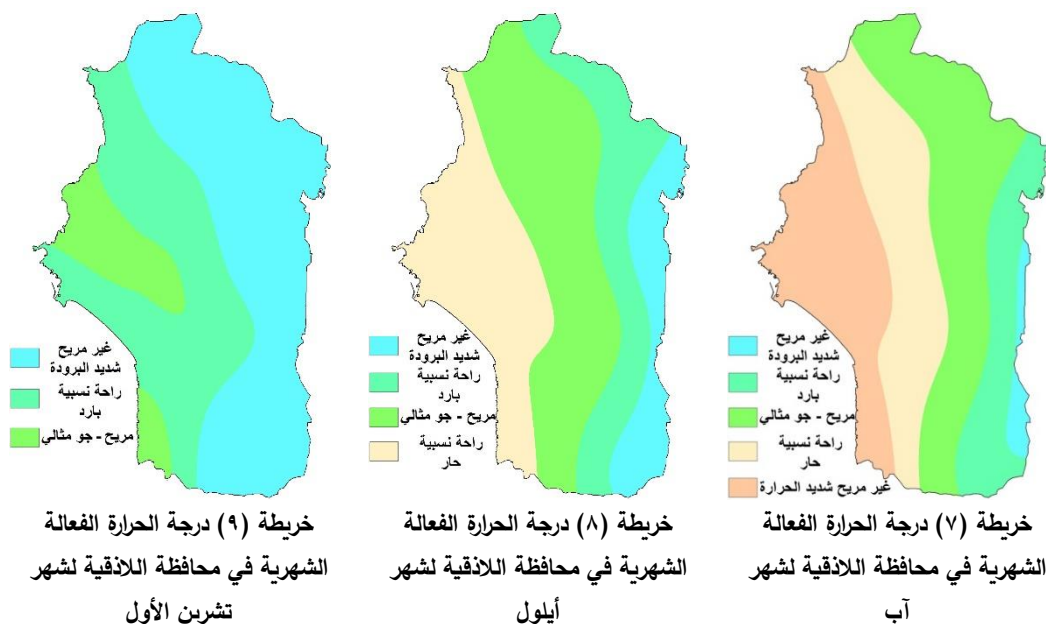 غير مريح
شديد البرودة
راحة نسبية
بارد
مريح - جو مثالي
راحة نسبية
حار
غير مريح شديد الحرارة
خريطة (٧) درجة الحرارة الفعالة
الشهرية في محافظة اللاذقية لشهر
آب
غير مريح
شديد البرودة
راحة نسبية
بارد
مريح - جو مثالي
راحة نسبية
حار
خريطة (٨) درجة الحرارة الفعالة
الشهرية في محافظة اللاذقية لشهر
أيلول
غير مريح
شديد البرودة
راحة نسبية
بارد
مريح - جو مثالي
خريطة (٩) درجة الحرارة الفعالة
الشهرية في محافظة اللاذقية لشهر
تشرين الأول